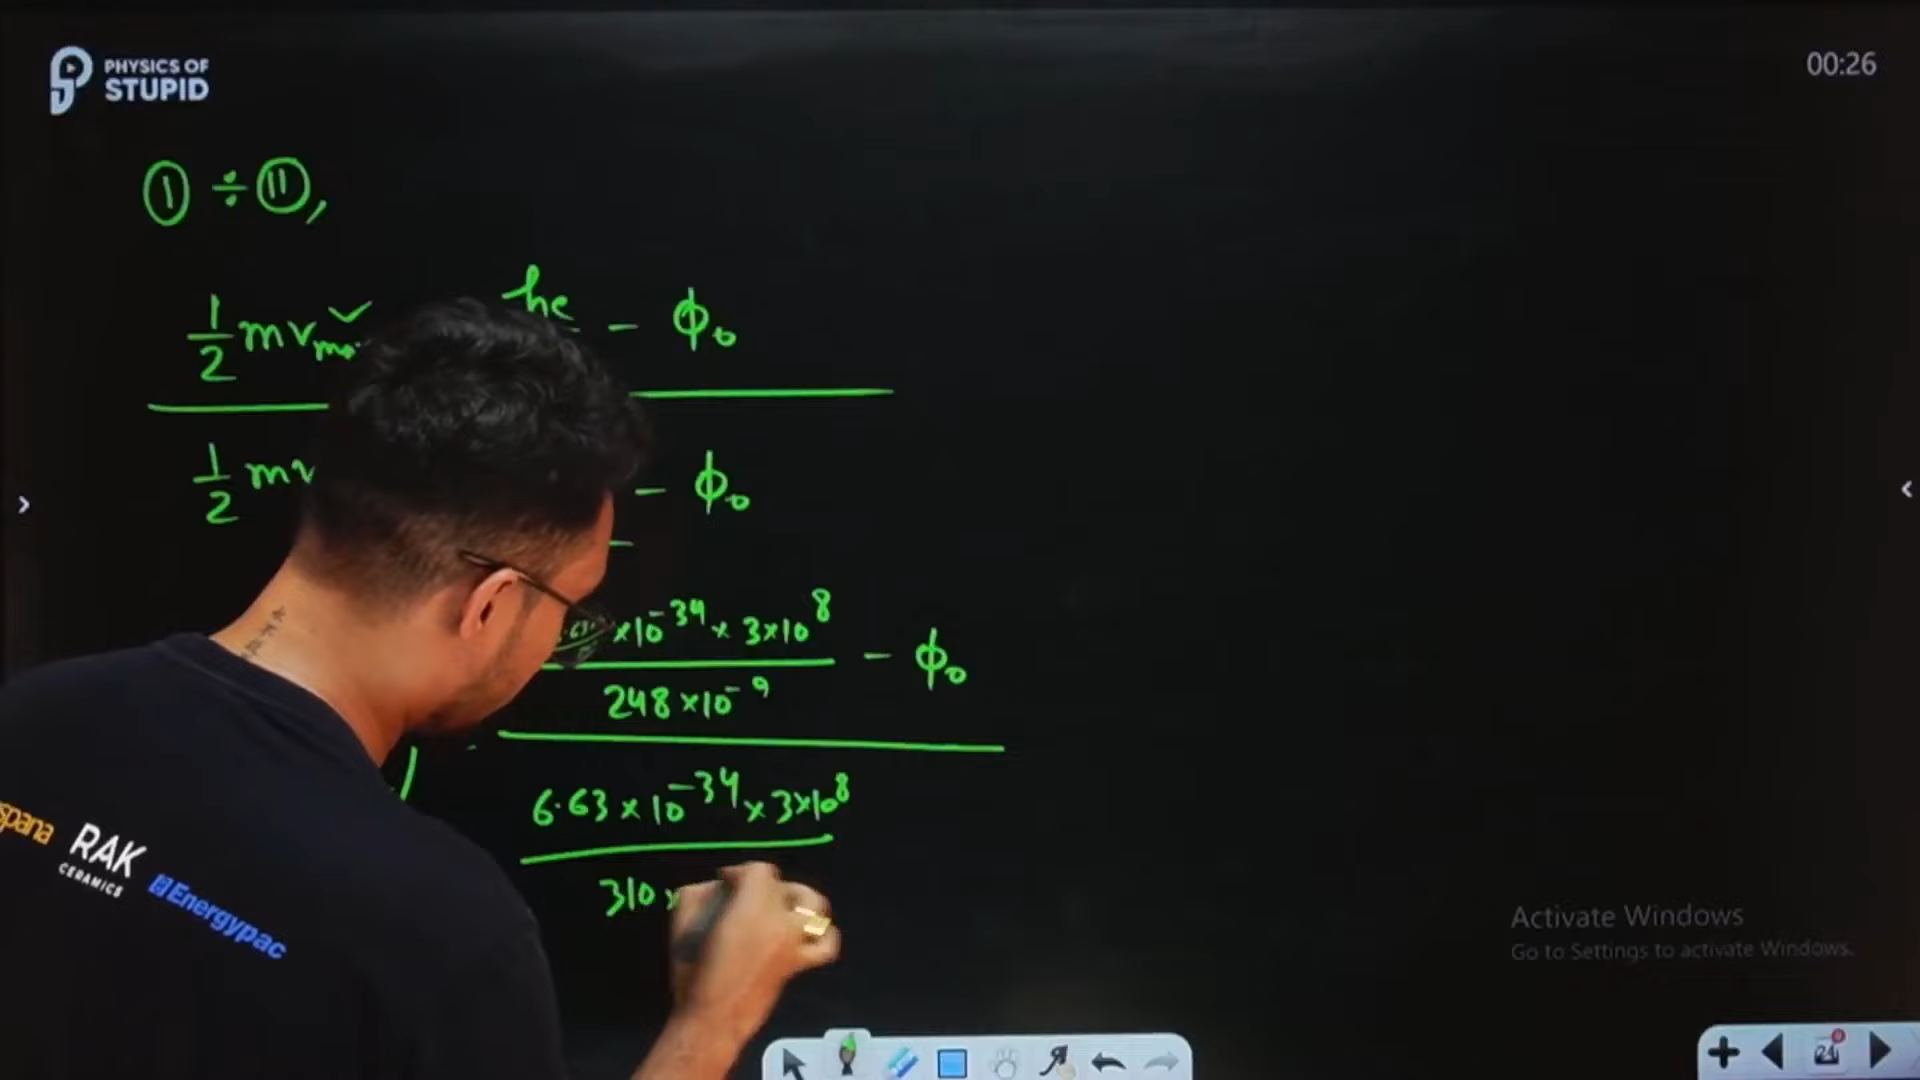 PHYSICS OF
STUPID
00:26
① ÷ ⑪,
1/2 mv hc - ϕ₀
1/2 mv - ϕ₀
×10⁻³⁴ × 3×10⁸
248×10⁻⁹ - ϕ₀
6.63 × 10⁻³⁴ × 3×10⁸
310 ×
RAK
CERAMICS
Energypac
Activate Windows
Go to Settings to activate Windows.
24